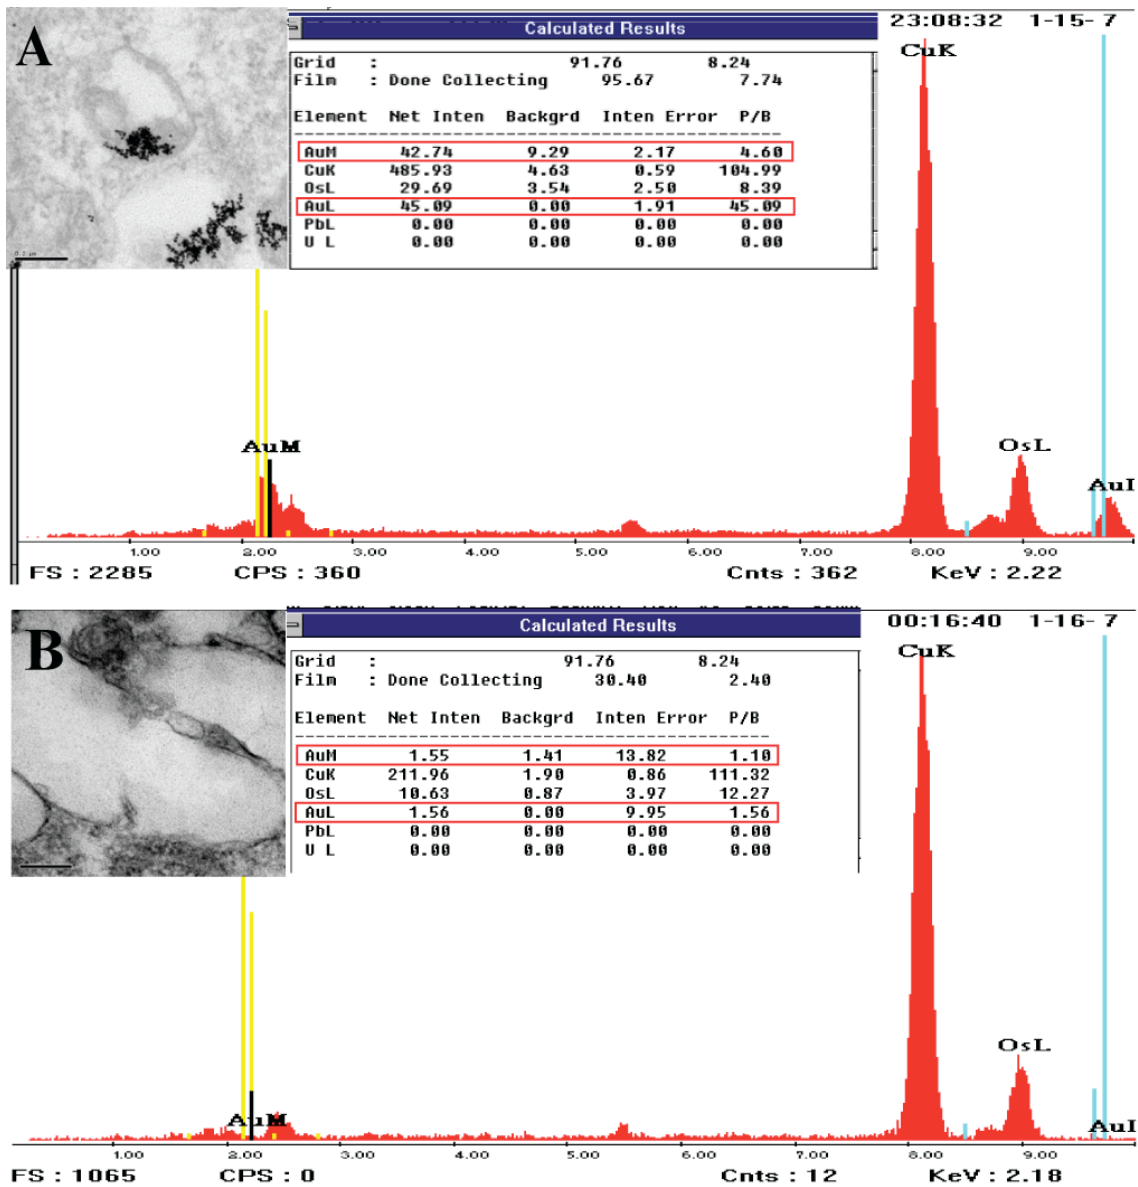 A
Calculated Results
23:08:32 1-15- 7
Grid : 91.76 8.24
Film : Done Collecting 95.67 7.74
Element Net Inten Backgrd Inten Error P/B
AuM 42.74 9.29 2.17 4.60
CuK 485.93 4.63 0.59 104.99
OsL 29.69 3.54 2.50 8.39
AuL 45.09 0.00 1.91 45.09
PbL 0.00 0.00 0.00 0.00
U L 0.00 0.00 0.00 0.00
CuK
AuM
OsL
AuI
1.00 2.00 3.00 4.00 5.00 6.00 7.00 8.00 9.00
FS : 2285 CPS : 360 Cnts : 362 KeV : 2.22
B
Calculated Results
00:16:40 1-16- 7
Grid : 91.76 8.24
Film : Done Collecting 30.40 2.40
Element Net Inten Backgrd Inten Error P/B
AuM 1.55 1.41 13.82 1.10
CuK 211.96 1.90 0.86 111.32
OsL 10.63 0.87 3.97 12.27
AuL 1.56 0.00 9.95 1.56
PbL 0.00 0.00 0.00 0.00
U L 0.00 0.00 0.00 0.00
CuK
OsL
AuM
AuI
1.00 2.00 3.00 4.00 5.00 6.00 7.00 8.00 9.00
FS : 1065 CPS : 0 Cnts : 12 KeV : 2.18